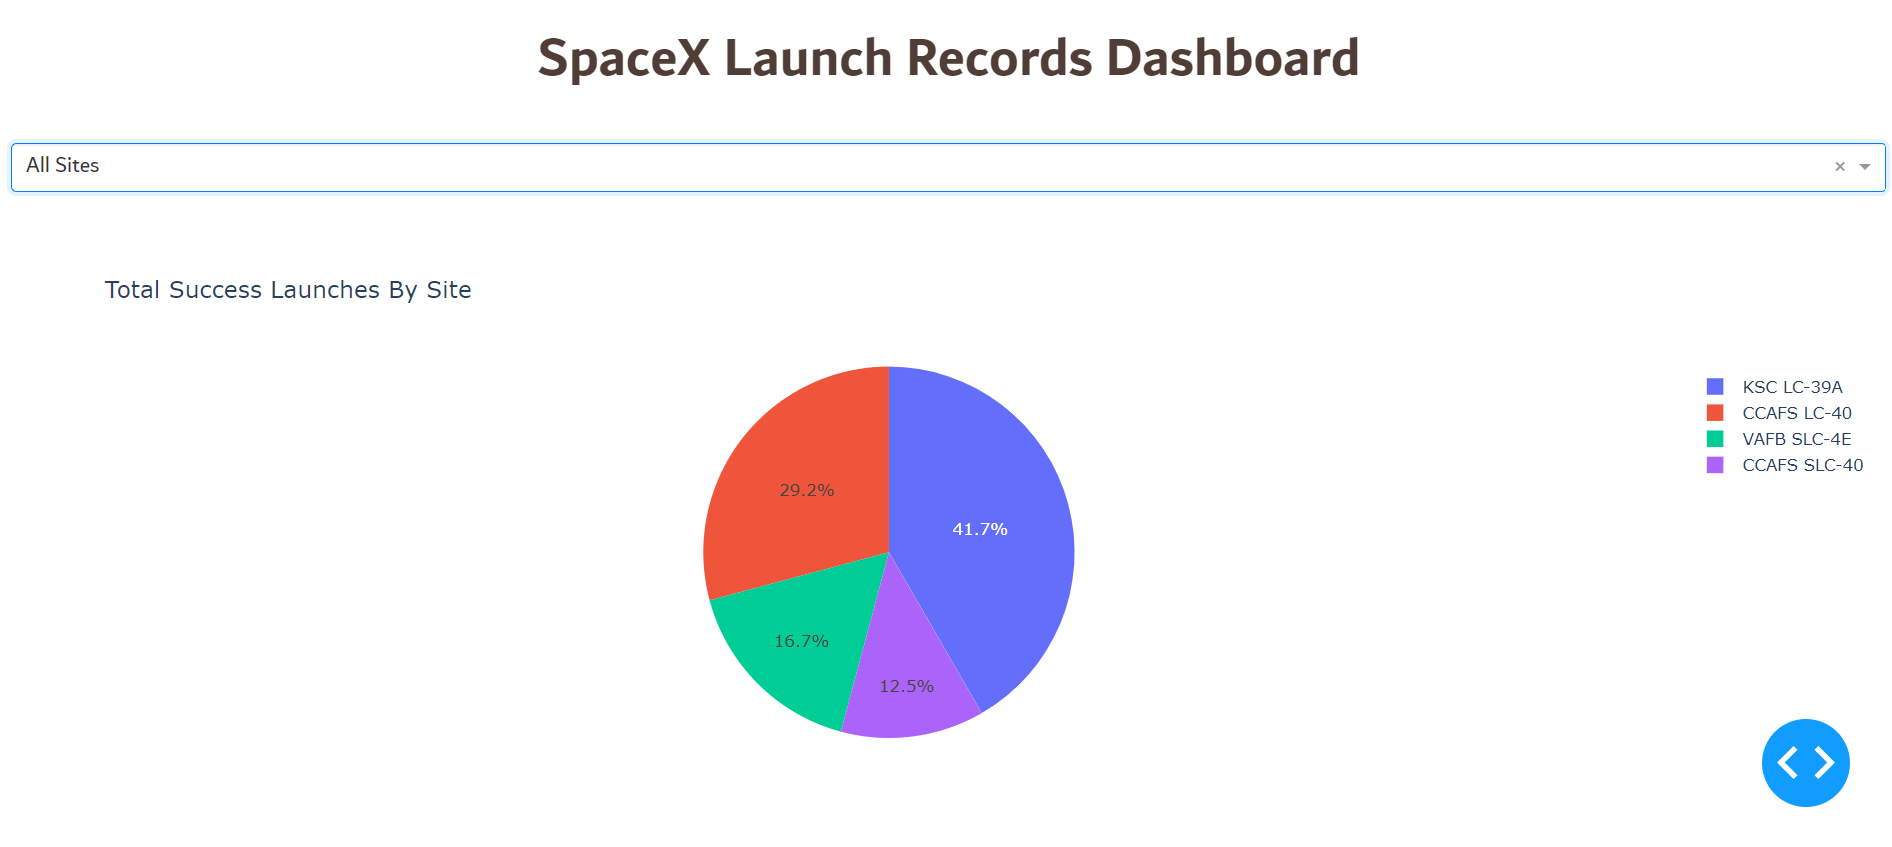 SpaceX Launch Records Dashboard
All Sites
Total Success Launches By Site
KSC LC-39A
CCAFS LC-40
VAFB SLC-4E
CCAFS SLC-40
29.2%
41.7%
16.7%
12.5%